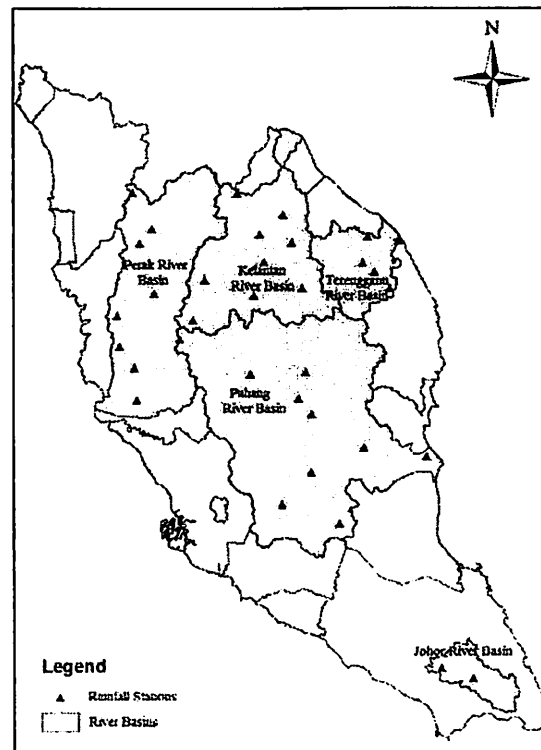 N
Perak River
Basin
Kelantan
River Basin
Terengganu
River Basin
Pahang
River Basin
Johor River Basin
Legend
Rainfall Stations
River Basins